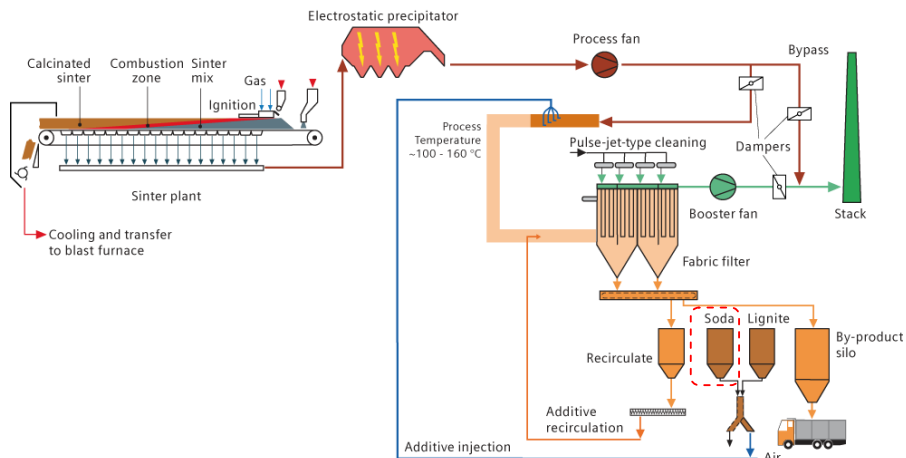 Electrostatic precipitator
Process fan
Bypass
Calcinated
sinter
Combustion
zone
Sinter
mix
Gas
Ignition
Process
Temperature
~100 - 160 °C
Pulse-jet-type cleaning
Dampers
Sinter plant
Booster fan
Stack
Cooling and transfer
to blast furnace
Fabric filter
Soda
Lignite
By-product
silo
Recirculate
Additive
recirculation
Additive injection
Air